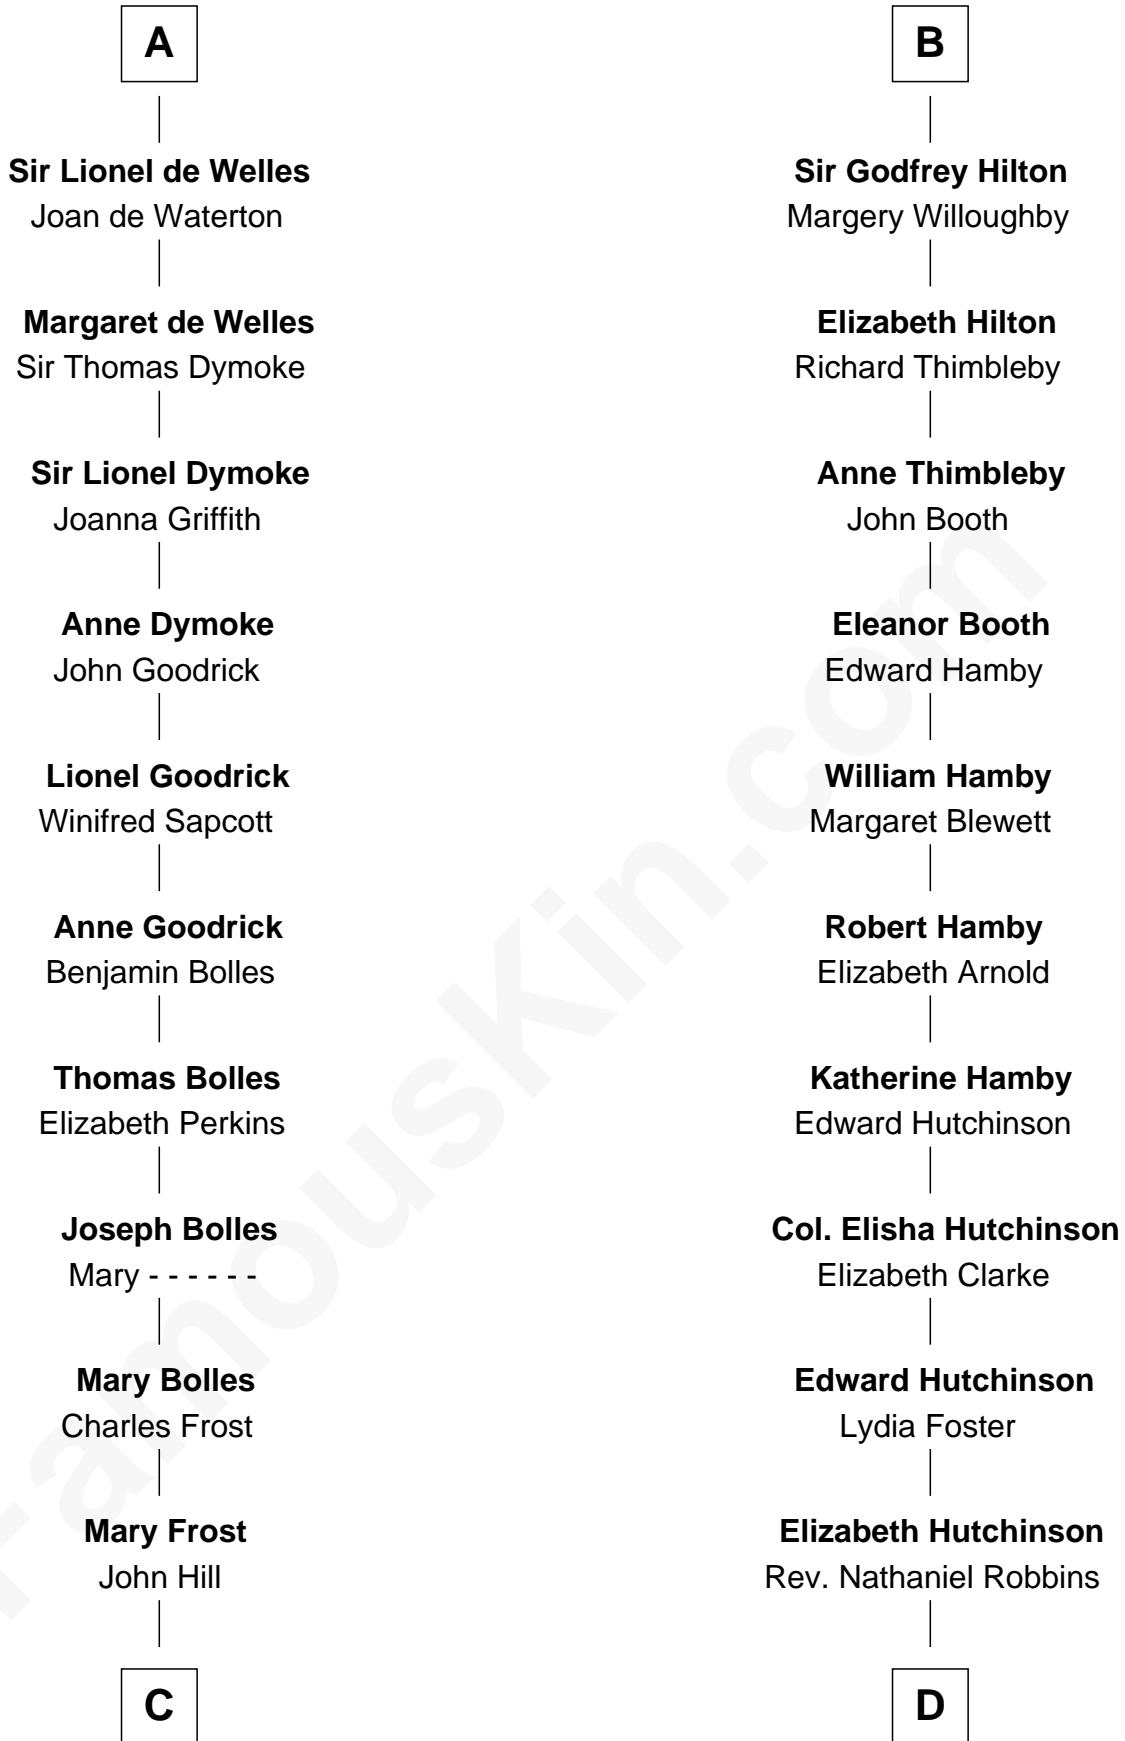 A
Sir Lionel de Welles
Joan de Waterton
Margaret de Welles
Sir Thomas Dymoke
Sir Lionel Dymoke
Joanna Griffith
Anne Dymoke
John Goodrick
Lionel Goodrick
Winifred Sapcott
Anne Goodrick
Benjamin Bolles
Thomas Bolles
Elizabeth Perkins
Joseph Bolles
Mary - - - - - -
Mary Bolles
Charles Frost
Mary Frost
John Hill
C
B
Sir Godfrey Hilton
Margery Willoughby
Elizabeth Hilton
Richard Thimbleby
Anne Thimbleby
John Booth
Eleanor Booth
Edward Hamby
William Hamby
Margaret Blewett
Robert Hamby
Elizabeth Arnold
Katherine Hamby
Edward Hutchinson
Col. Elisha Hutchinson
Elizabeth Clarke
Edward Hutchinson
Lydia Foster
Elizabeth Hutchinson
Rev. Nathaniel Robbins
D
FamousKin.com